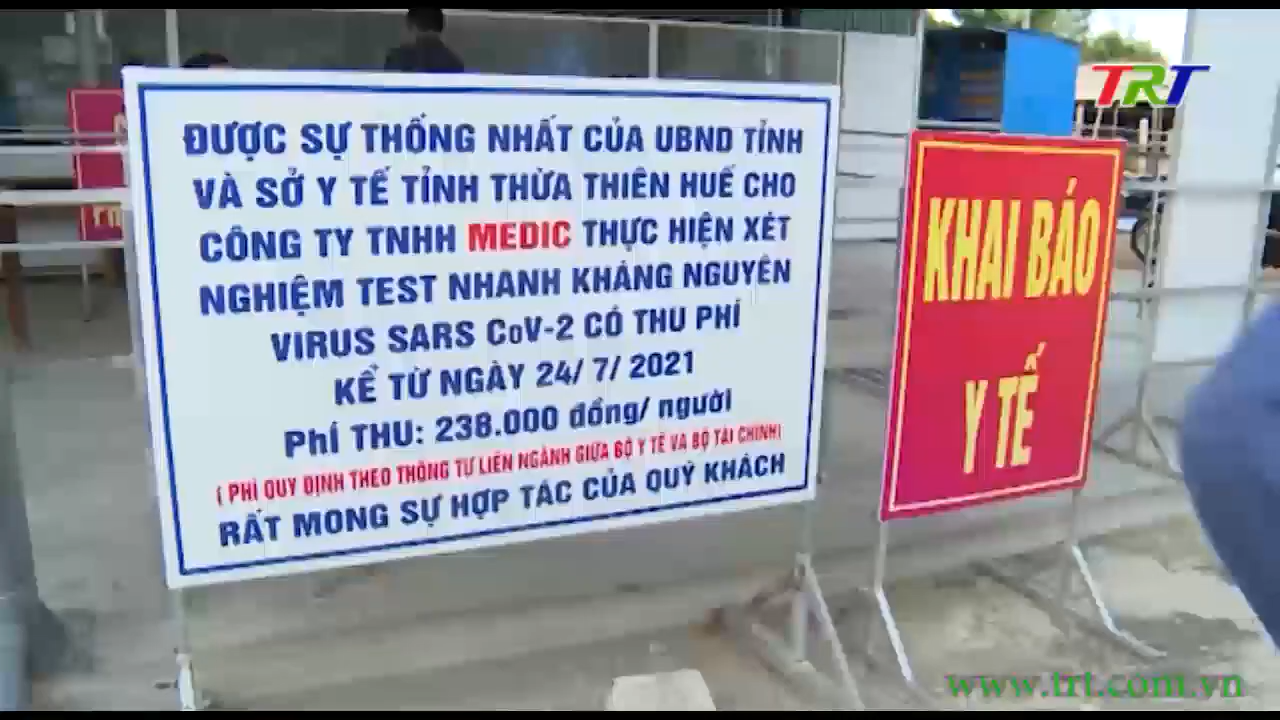 TRT
ĐƯỢC SỰ THỐNG NHẤT CỦA UBND TỈNH
VÀ SỞ Y TẾ TỈNH THỪA THIÊN HUẾ CHO
CÔNG TY TNHH MEDIC THỰC HIỆN XÉT
NGHIỆM TEST NHANH KHÁNG NGUYÊN
VIRUS SARS CoV-2 CÓ THU PHÍ
KỂ TỪ NGÀY 24/ 7/ 2021
PHÍ THU: 238.000 đồng/ người
( PHÍ QUY ĐỊNH THEO THÔNG TƯ LIÊN NGÀNH GIỮA BỘ Y TẾ VÀ BỘ TÀI CHÍNH)
RẤT MONG SỰ HỢP TÁC CỦA QUÝ KHÁCH
KHAI BÁO
Y TẾ
www.trt.com.vn